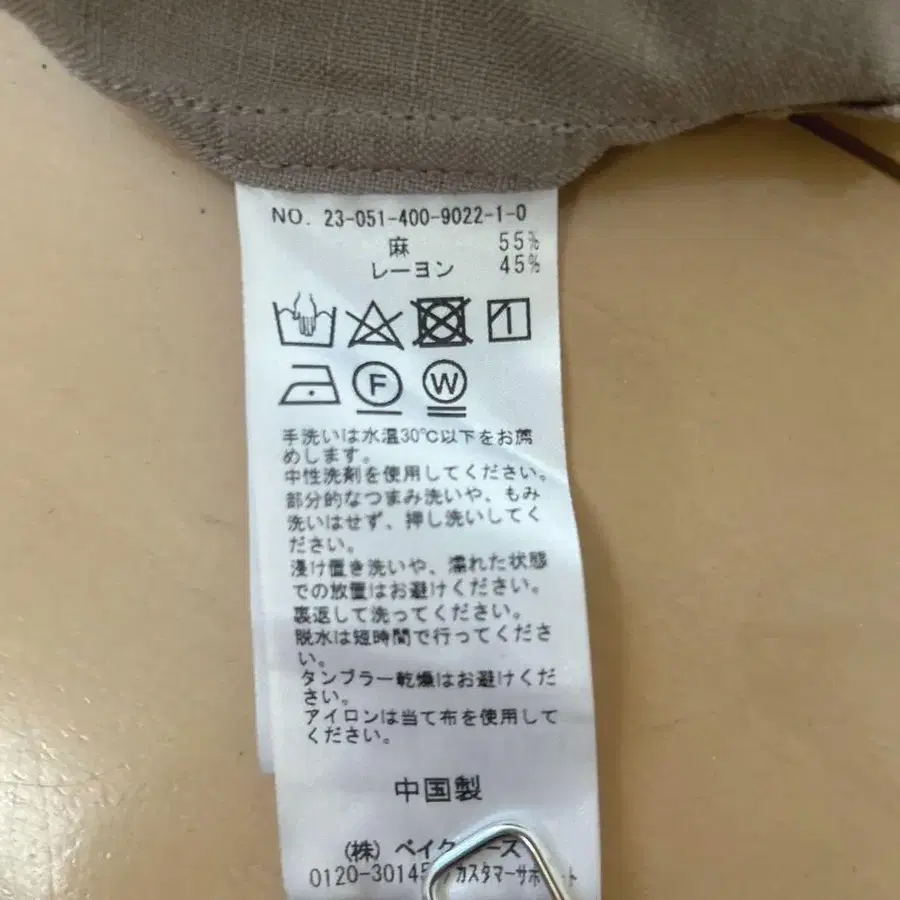 NO. 23-051-400-9022-1-0
麻 55%
レーヨン 45%
F W
手洗いは水温30℃以下をお薦
めします。
中性洗剤を使用してください。
部分的なつまみ洗いや、もみ
洗いはせず、押し洗いしてく
ださい。
浸け置き洗いや、濡れた状態
での放置はお避けください。
裏返して洗ってください。
脱水は短時間で行ってくださ
い。
タンブラー乾燥はお避けくだ
さい。
アイロンは当て布を使用して
ください。
中国製
(株) ベイク ース
0120-30145 カスタマーサポート